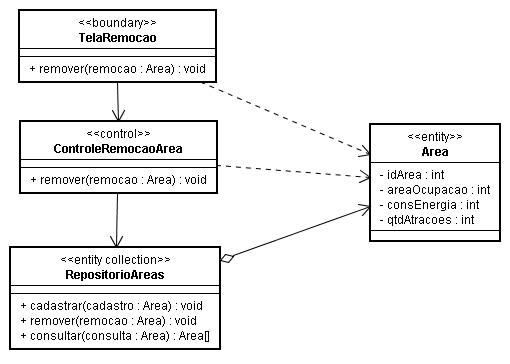 <<boundary>>
TelaRemocao
+ remover(remocao : Area) : void
<<control>>
ControleRemocaoArea
+ remover(remocao : Area) : void
<<entity>>
Area
- idArea : int
- areaOcupacao : int
- consEnergia : int
- qtdAtracoes : int
<<entity collection>>
RepositorioAreas
+ cadastrar(cadastro : Area) : void
+ remover(remocao : Area) : void
+ consultar(consulta : Area) : Area[]